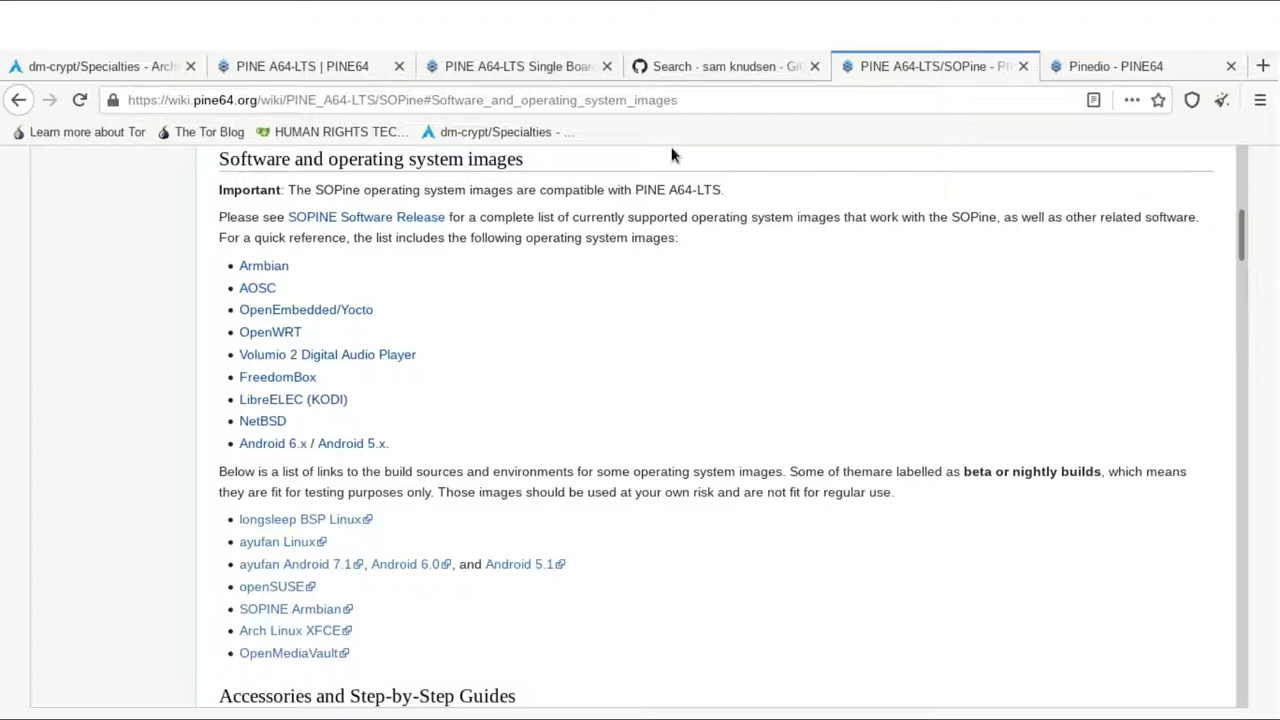 dm-crypt/Specialties - Arch
PINE A64-LTS | PINE64
PINE A64-LTS Single Boar
Search · sam knudsen · Git
PINE A64-LTS/SOPine - PI
Pinedio - PINE64
https://wiki.pine64.org/wiki/PINE_A64-LTS/SOPine#Software_and_operating_system_images
Learn more about Tor
The Tor Blog
HUMAN RIGHTS TEC...
dm-crypt/Specialties - ...
Software and operating system images
Important: The SOPine operating system images are compatible with PINE A64-LTS.
Please see SOPINE Software Release for a complete list of currently supported operating system images that work with the SOPine, as well as other related software.
For a quick reference, the list includes the following operating system images:
• Armbian
• AOSC
• OpenEmbedded/Yocto
• OpenWRT
• Volumio 2 Digital Audio Player
• FreedomBox
• LibreELEC (KODI)
• NetBSD
• Android 6.x / Android 5.x.
Below is a list of links to the build sources and environments for some operating system images. Some of themare labelled as beta or nightly builds, which means
they are fit for testing purposes only. Those images should be used at your own risk and are not fit for regular use.
• longsleep BSP Linux
• ayufan Linux
• ayufan Android 7.1, Android 6.0, and Android 5.1
• openSUSE
• SOPINE Armbian
• Arch Linux XFCE
• OpenMediaVault
Accessories and Step-by-Step Guides